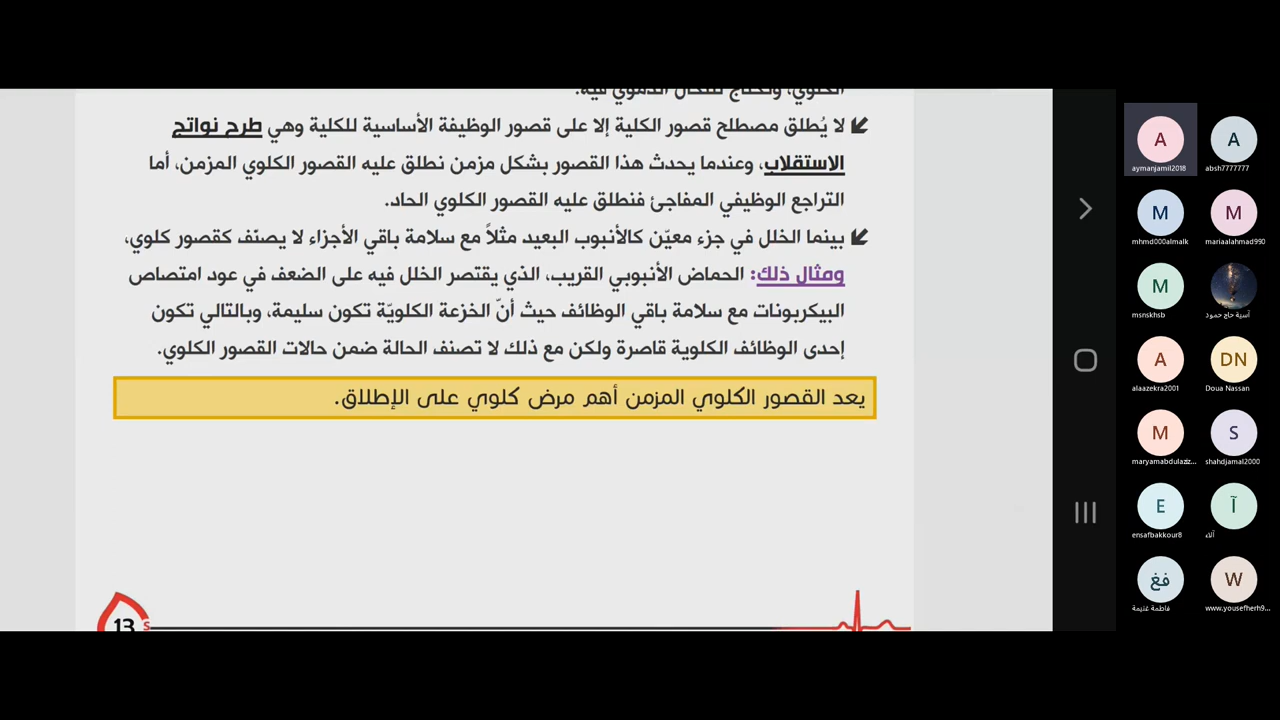 لا يُطلق مصطلح قصور الكلية إلا على قصور الوظيفة الأساسية للكلية وهي طرح نواتج
الاستقلاب، وعندما يحدث هذا القصور بشكل مزمن نطلق عليه القصور الكلوي المزمن، أما
التراجع الوظيفي المفاجئ فنطلق عليه القصور الكلوي الحاد.
بينما الخلل في جزء معيّن كالأنبوب البعيد مثلاً مع سلامة باقي الأجزاء لا يصنّف كقصور كلوي،
ومثال ذلك: الحماض الأنبوبي القريب، الذي يقتصر الخلل فيه على الضعف في عود امتصاص
البيكربونات مع سلامة باقي الوظائف حيث أنّ الخزعة الكلويّة تكون سليمة، وبالتالي تكون
إحدى الوظائف الكلوية قاصرة ولكن مع ذلك لا تصنف الحالة ضمن حالات القصور الكلوي.
يعد القصور الكلوي المزمن أهم مرض كلوي على الإطلاق.
13
A
aymanjamil2018
A
absh7777777
M
mhmd000almalk
M
mariaalahmad990
M
msnskhsb
آسية حاج حمود
A
alaazekra2001
DN
Doua Nassan
M
maryamabdulaziz...
S
shahdjamal2000
E
ensafbakkour8
آ
آلاء
فغ
فاطمة غنيمة
W
www.yousefherh9...